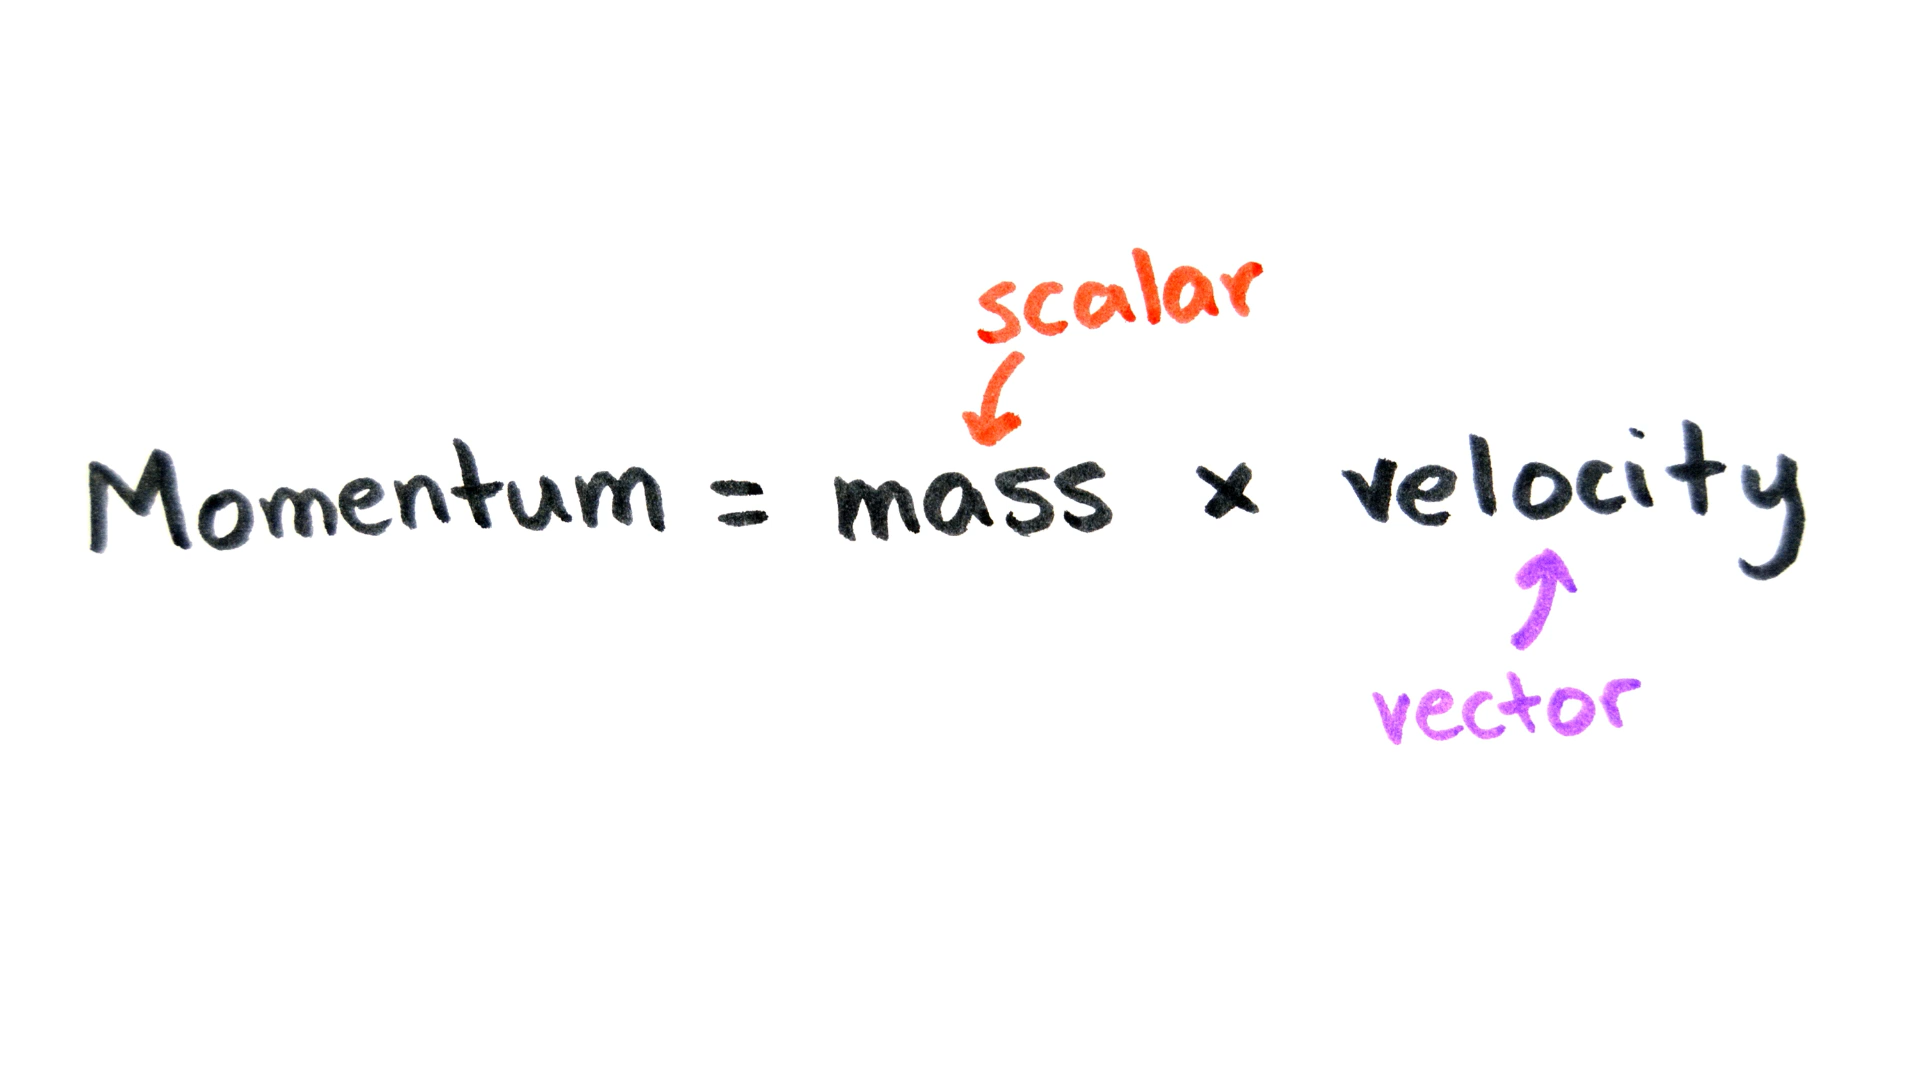 scalar
Momentum = mass × velocity
vector